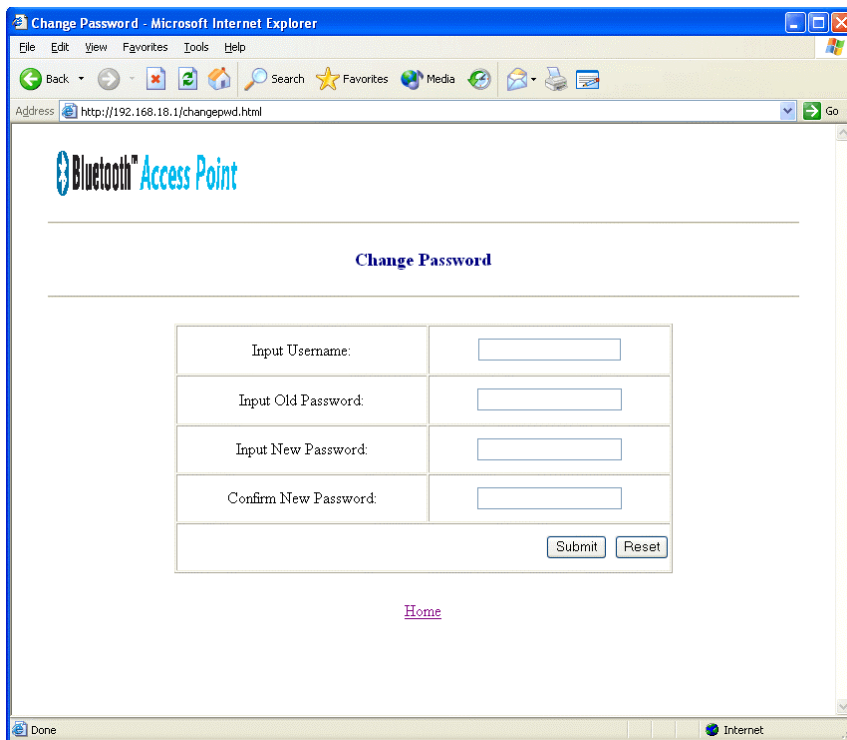 Change Password - Microsoft Internet Explorer
File Edit View Favorites Tools Help
Back Search Favorites Media
Address http://192.168.18.1/changepwd.html Go
Bluetooth™ Access Point
Change Password
Input Username:
Input Old Password:
Input New Password:
Confirm New Password:
Submit Reset
Home
Done Internet